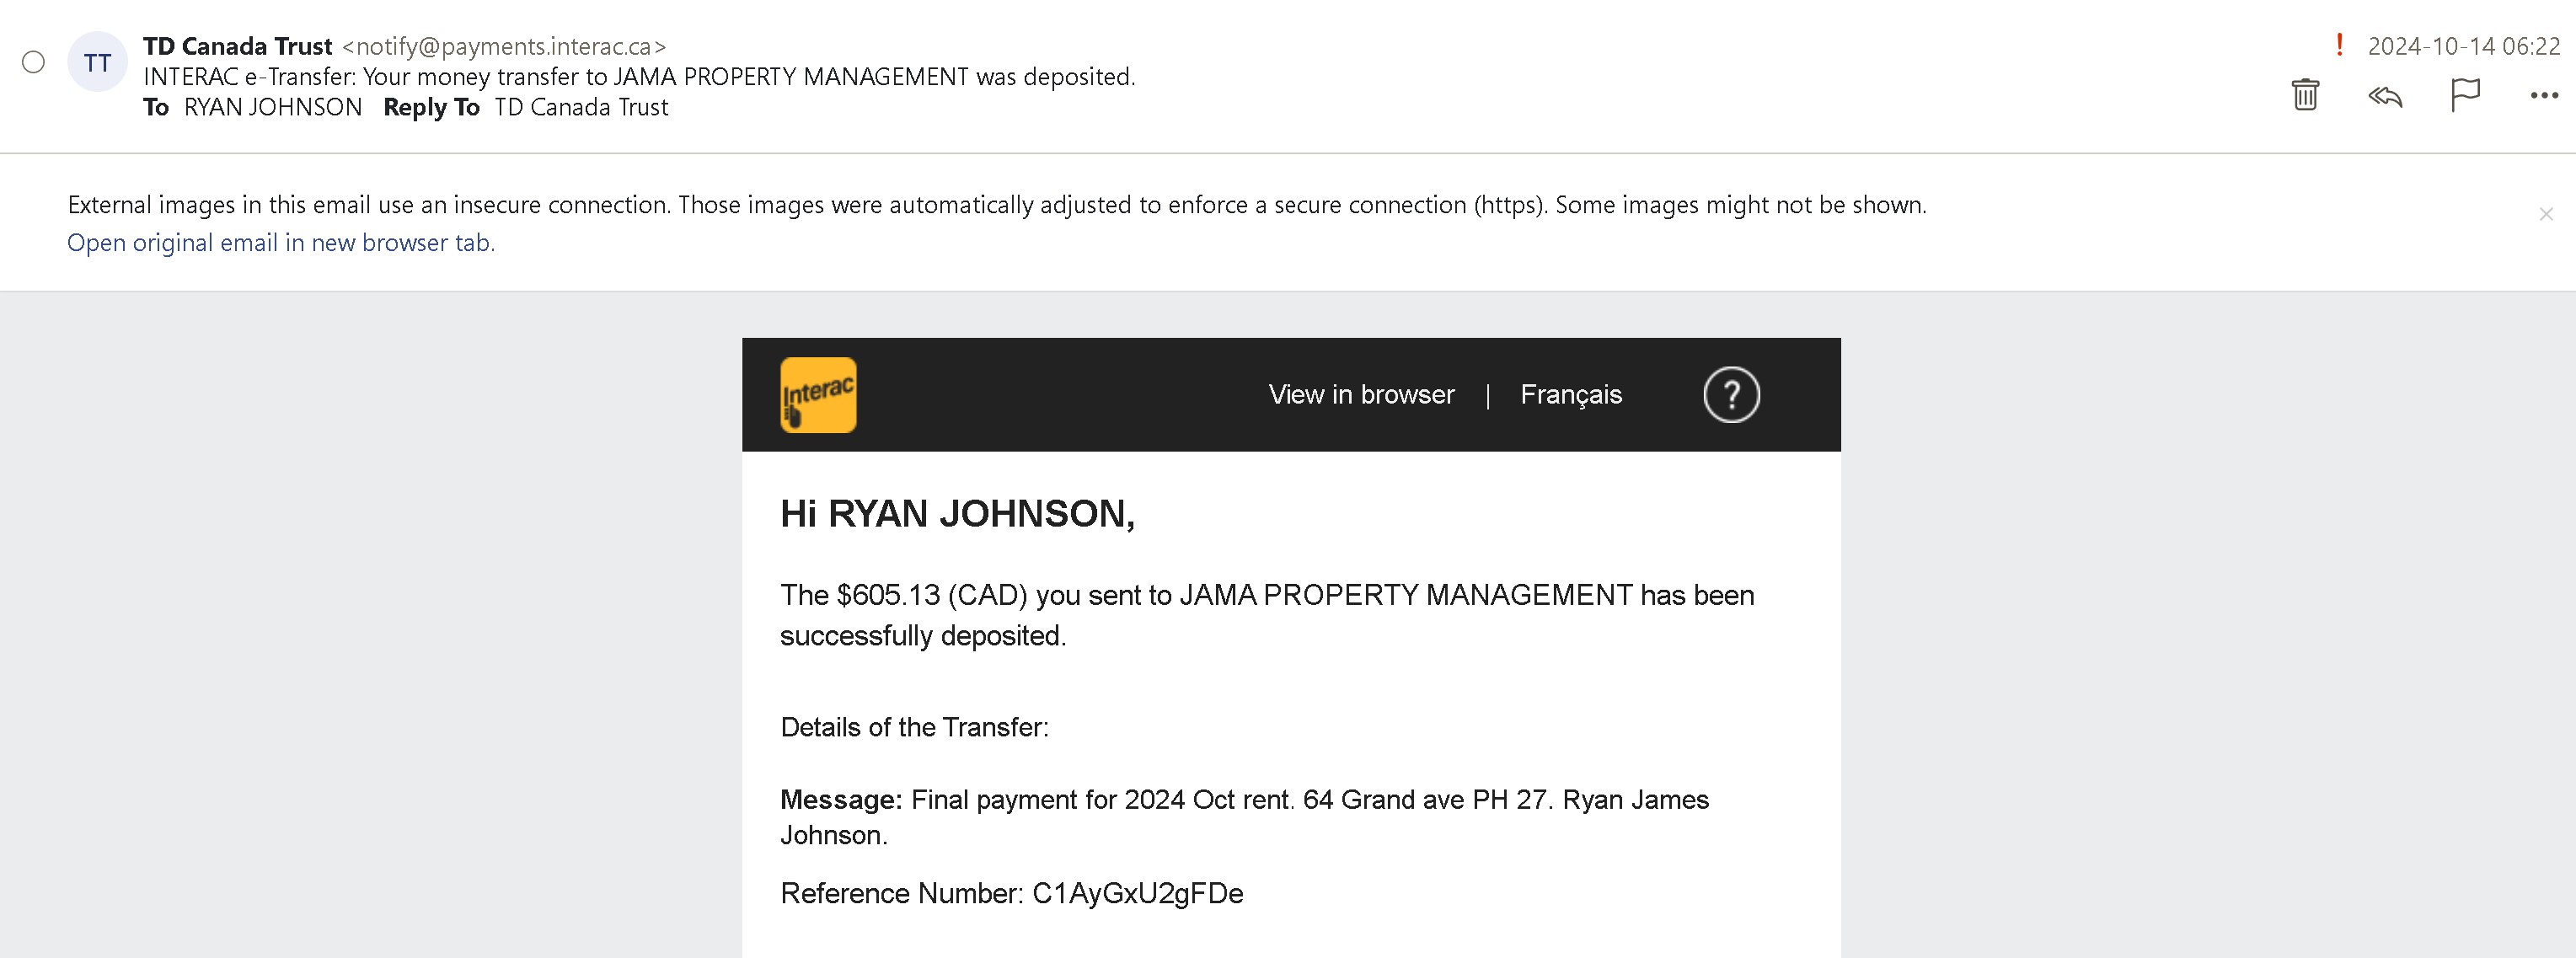 TT
TD Canada Trust <notify@payments.interac.ca>
! 2024-10-14 06:22
INTERAC e-Transfer: Your money transfer to JAMA PROPERTY MANAGEMENT was deposited.
To RYAN JOHNSON Reply To TD Canada Trust
External images in this email use an insecure connection. Those images were automatically adjusted to enforce a secure connection (https). Some images might not be shown.
Open original email in new browser tab.
Interac
View in browser | Français ?
Hi RYAN JOHNSON,
The $605.13 (CAD) you sent to JAMA PROPERTY MANAGEMENT has been
successfully deposited.
Details of the Transfer:
Message: Final payment for 2024 Oct rent. 64 Grand ave PH 27. Ryan James
Johnson.
Reference Number: C1AyGxU2gFDe